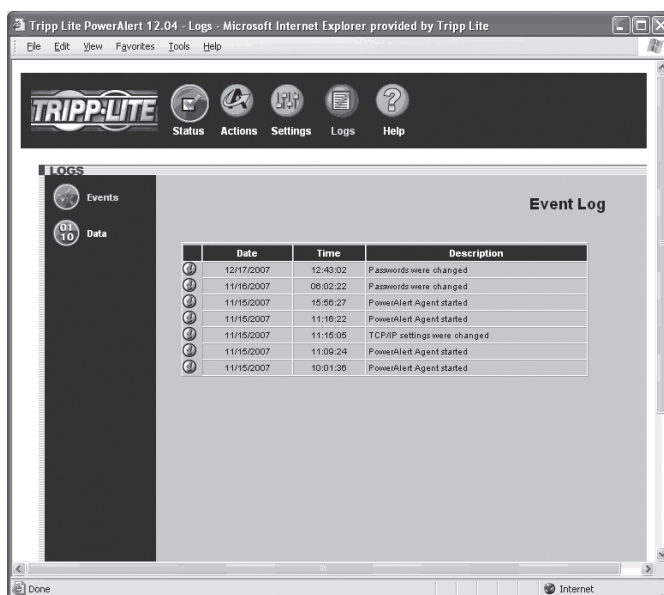 Tripp Lite PowerAlert 12.04 - Logs - Microsoft Internet Explorer provided by Tripp Lite
File Edit View Favorites Tools Help
TRIPP·LITE
Status Actions Settings Logs Help
LOGS
Events
01
10
Data
Event Log
Date Time Description
12/17/2007 12:43:02 Passwords were changed
11/16/2007 06:02:22 Passwords were changed
11/15/2007 15:56:27 PowerAlert Agent started
11/15/2007 11:16:22 PowerAlert Agent started
11/15/2007 11:15:05 TCP/IP settings were changed
11/15/2007 11:09:24 PowerAlert Agent started
11/15/2007 10:01:36 PowerAlert Agent started
Done Internet